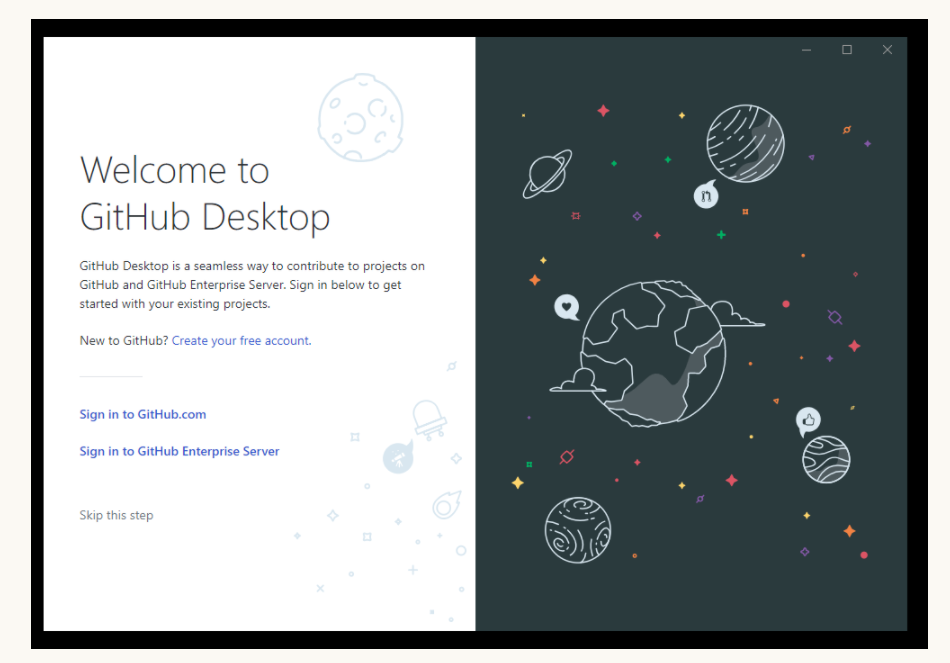 Welcome to
GitHub Desktop
GitHub Desktop is a seamless way to contribute to projects on
GitHub and GitHub Enterprise Server. Sign in below to get
started with your existing projects.
New to GitHub? Create your free account.
Sign in to GitHub.com
Sign in to GitHub Enterprise Server
Skip this step